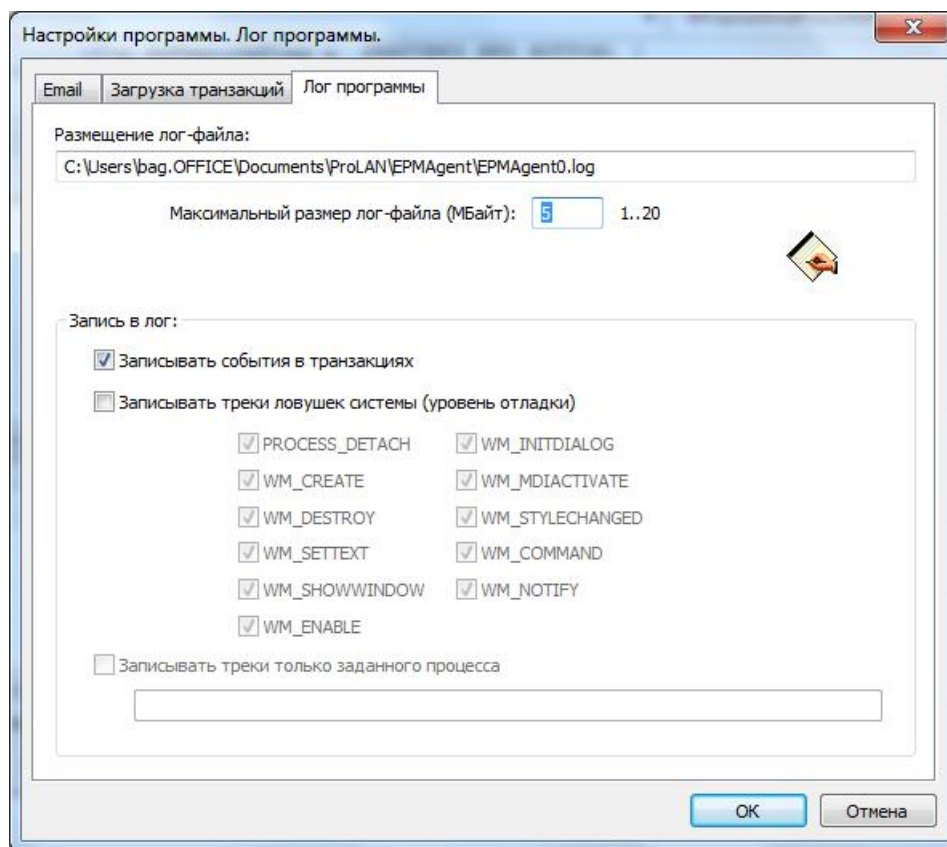 Настройки программы. Лог программы.
Email Загрузка транзакций Лог программы
Размещение лог-файла:
C:\Users\bag.OFFICE\Documents\ProLAN\EPMAgent\EPMAgent0.log
Максимальный размер лог-файла (МБайт): 5 1..20
Запись в лог:
Записывать события в транзакциях
Записывать треки ловушек системы (уровень отладки)
PROCESS_DETACH WM_INITDIALOG
WM_CREATE WM_MDIACTIVATE
WM_DESTROY WM_STYLECHANGED
WM_SETTEXT WM_COMMAND
WM_SHOWWINDOW WM_NOTIFY
WM_ENABLE
Записывать треки только заданного процесса
OK Отмена